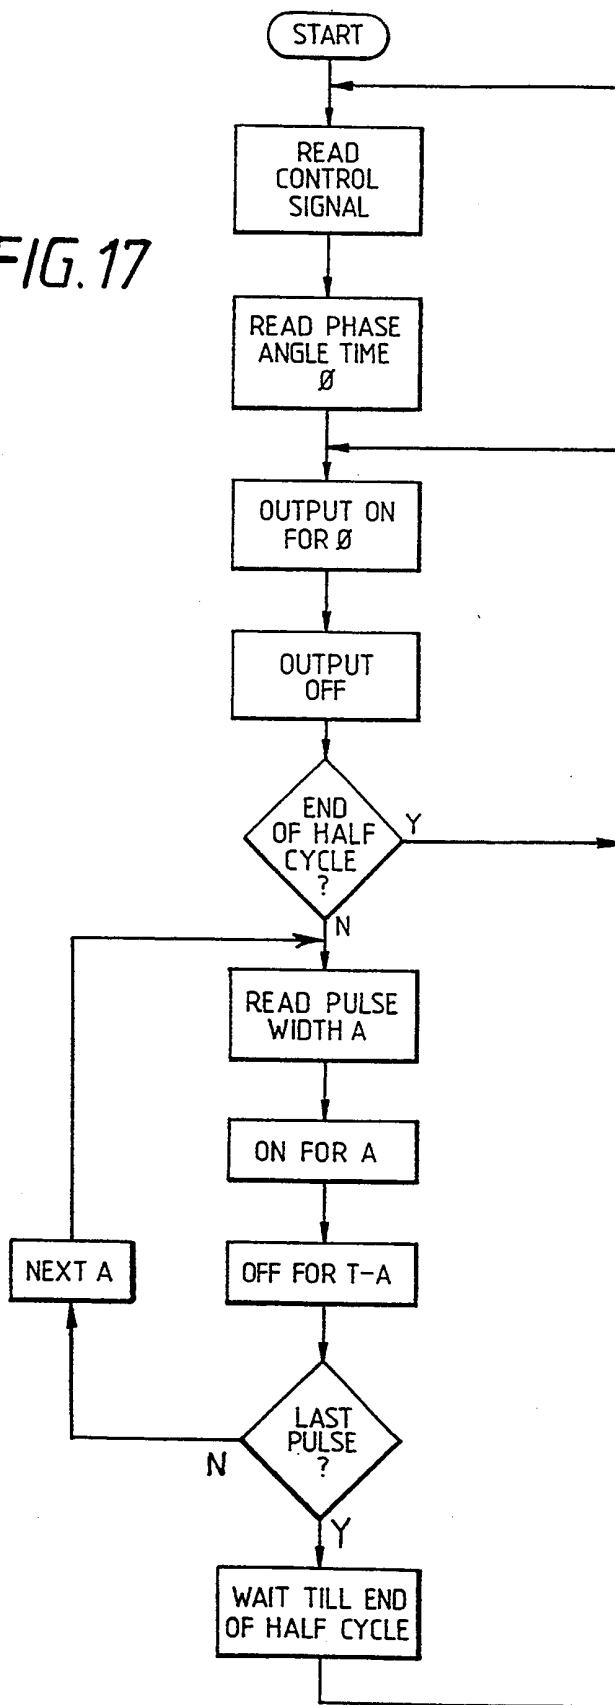 START
READ
CONTROL
SIGNAL
FIG.17
READ PHASE
ANGLE TIME
Ø
OUTPUT ON
FOR Ø
OUTPUT
OFF
END
OF HALF
CYCLE
?
Y
N
READ PULSE
WIDTH A
ON FOR A
NEXT A
OFF FOR T-A
LAST
PULSE
?
N
Y
WAIT TILL END
OF HALF CYCLE